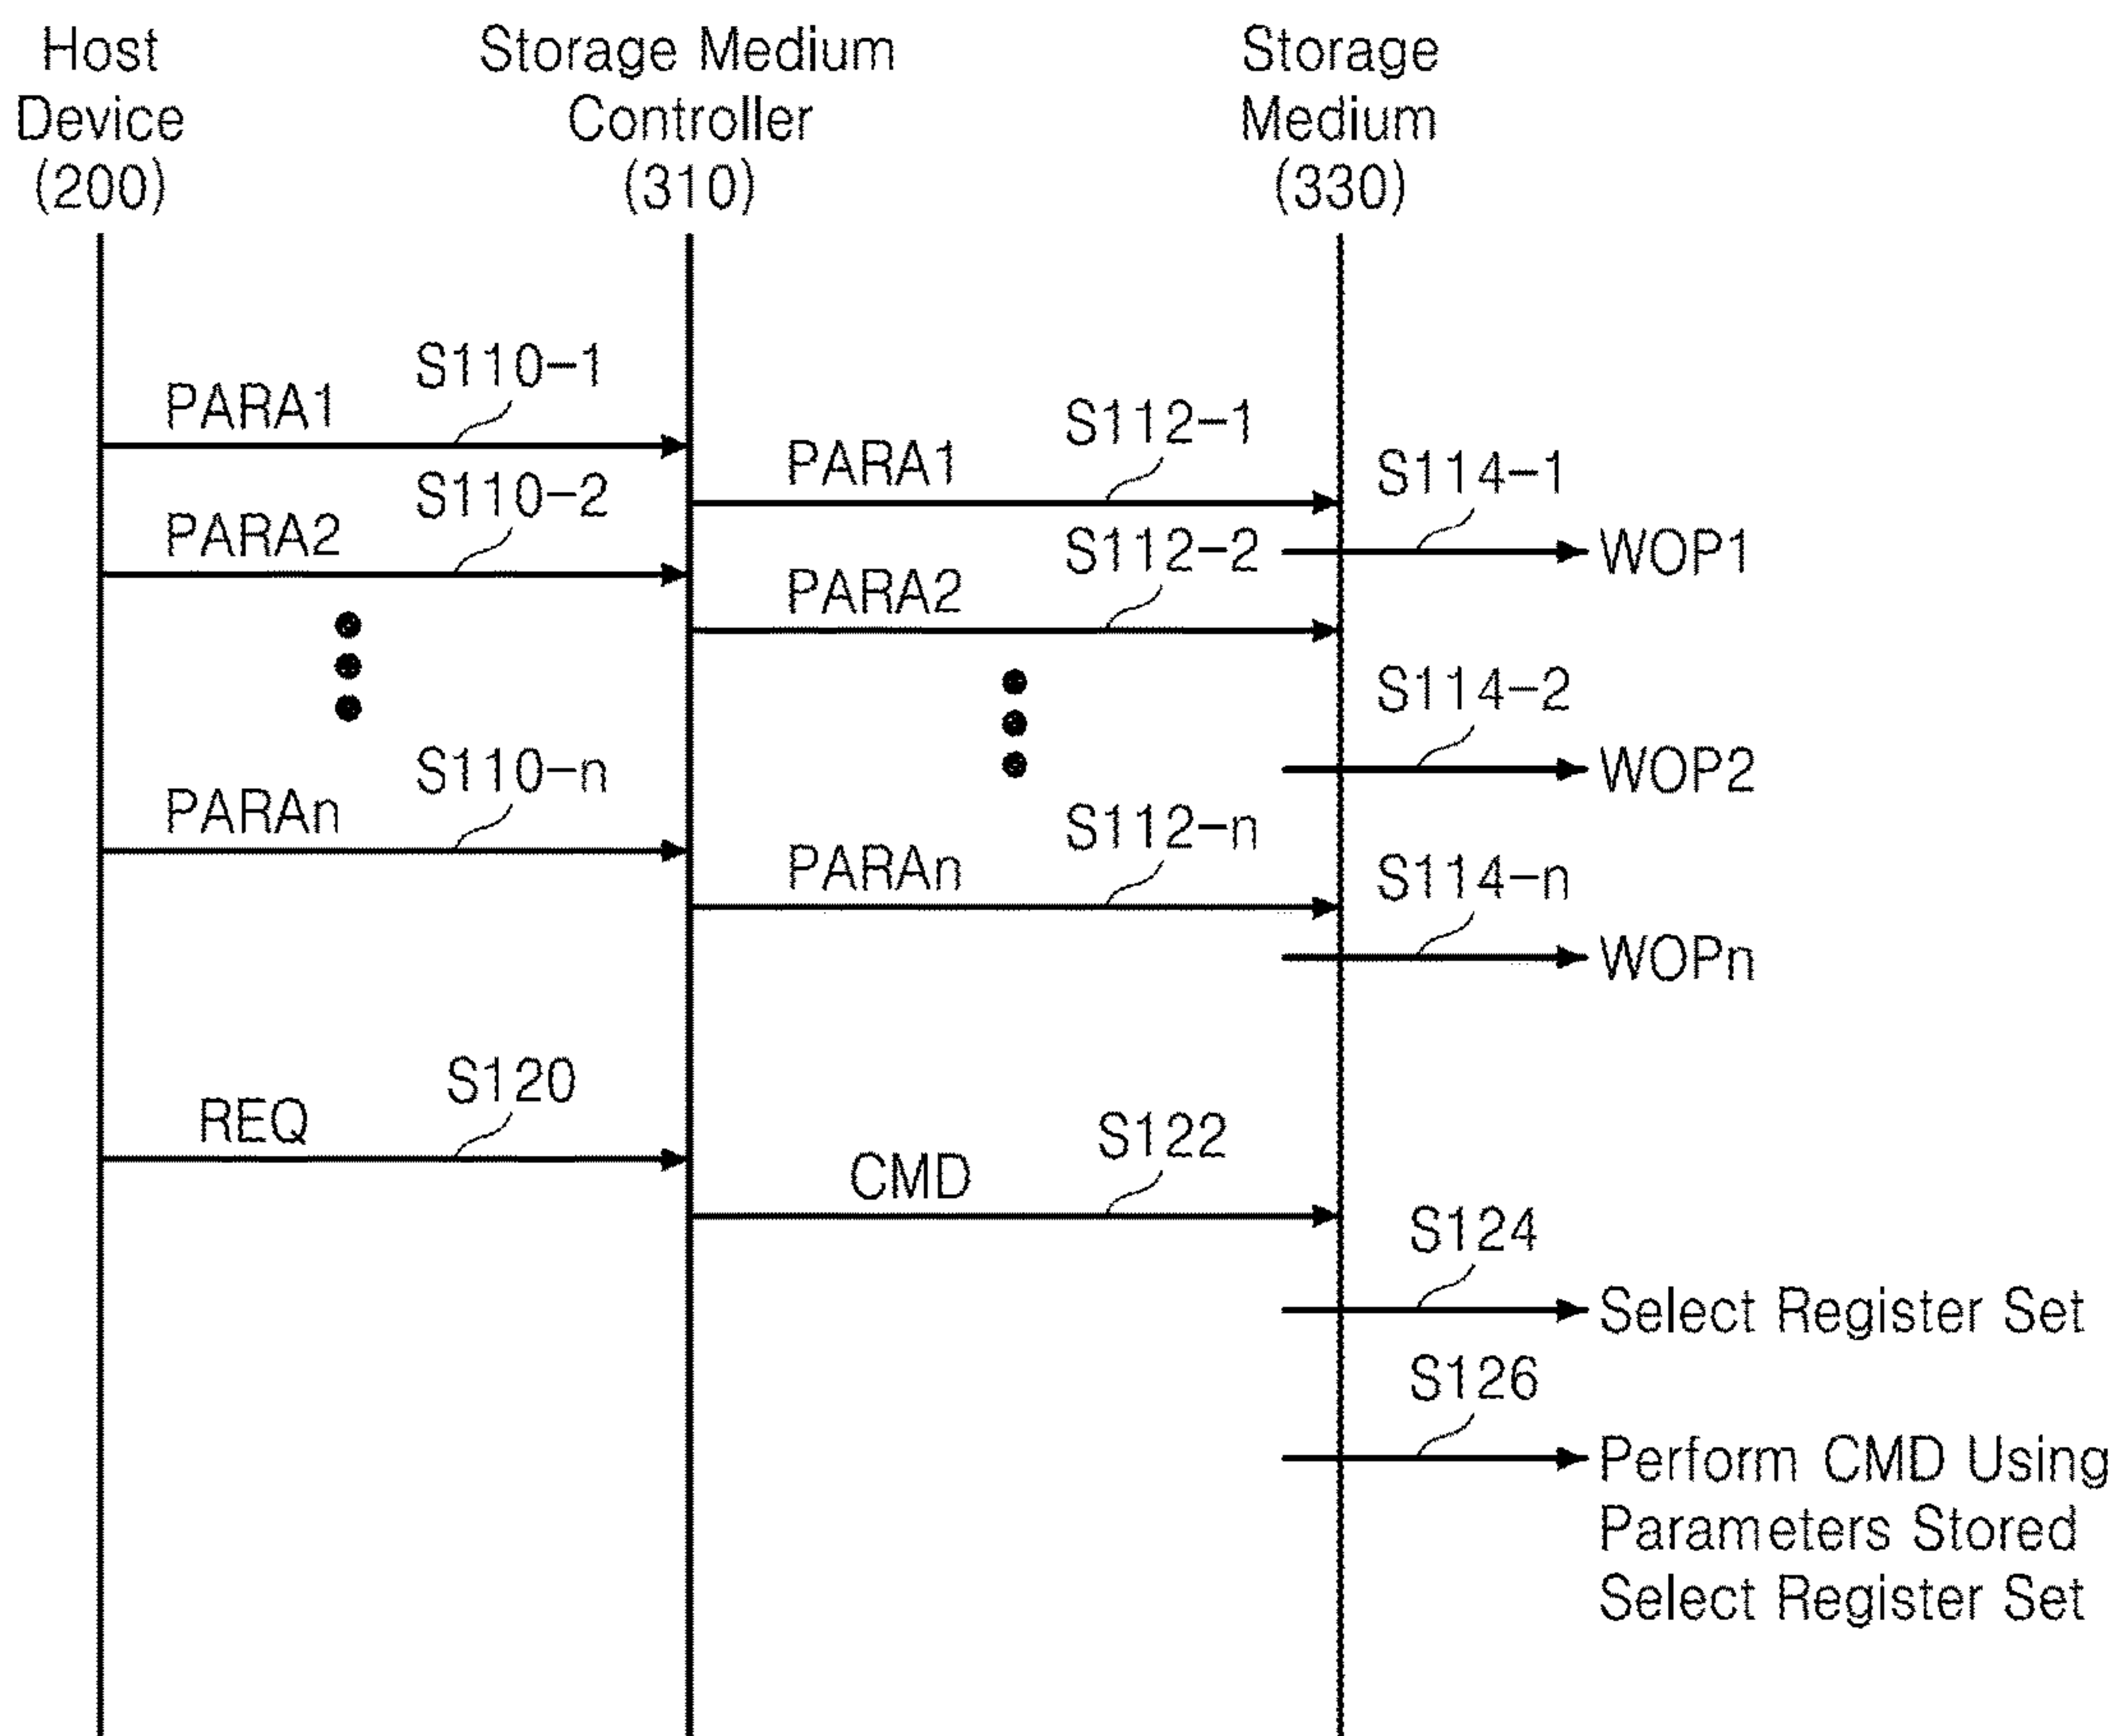 Host
Device
(200)
Storage Medium
Controller
(310)
Storage
Medium
(330)
S110-1
PARA1
S112-1
PARA1
S114-1
WOP1
S110-2
PARA2
S112-2
PARA2
S114-2
WOP2
S110-n
PARAn
S112-n
PARAn
S114-n
WOPn
S120
REQ
S122
CMD
S124
Select Register Set
S126
Perform CMD Using
Parameters Stored
Select Register Set